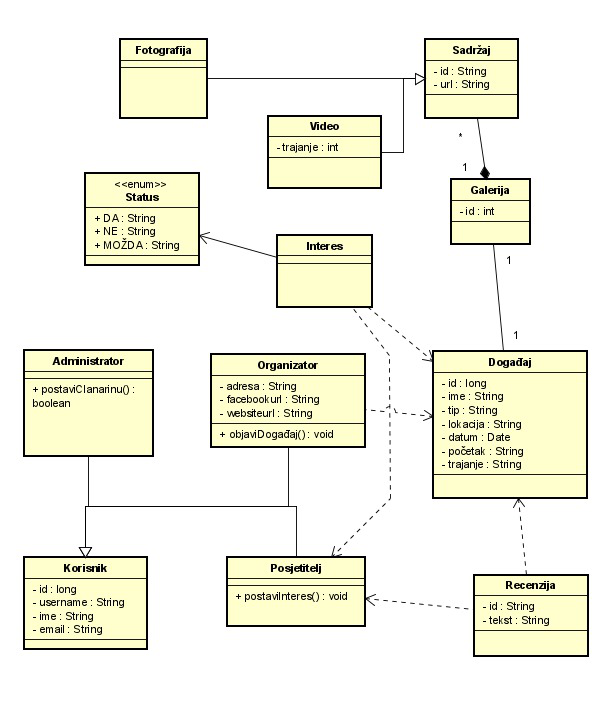 Fotografija
Sadržaj
- id : String
- url : String
Video
- trajanje : int
*
1
<<enum>>
Status
+ DA : String
+ NE : String
+ MOŽDA : String
Galerija
- id : int
Interes
1
1
Administrator
+ postaviClanarinu() :
boolean
Organizator
- adresa : String
- facebookurl : String
- websiteurl : String
+ objaviDogađaj() : void
Događaj
- id : long
- ime : String
- tip : String
- lokacija : String
- datum : Date
- početak : String
- trajanje : String
Korisnik
- id : long
- username : String
- ime : String
- email : String
Posjetitelj
+ postaviInteres() : void
Recenzija
- id : String
- tekst : String